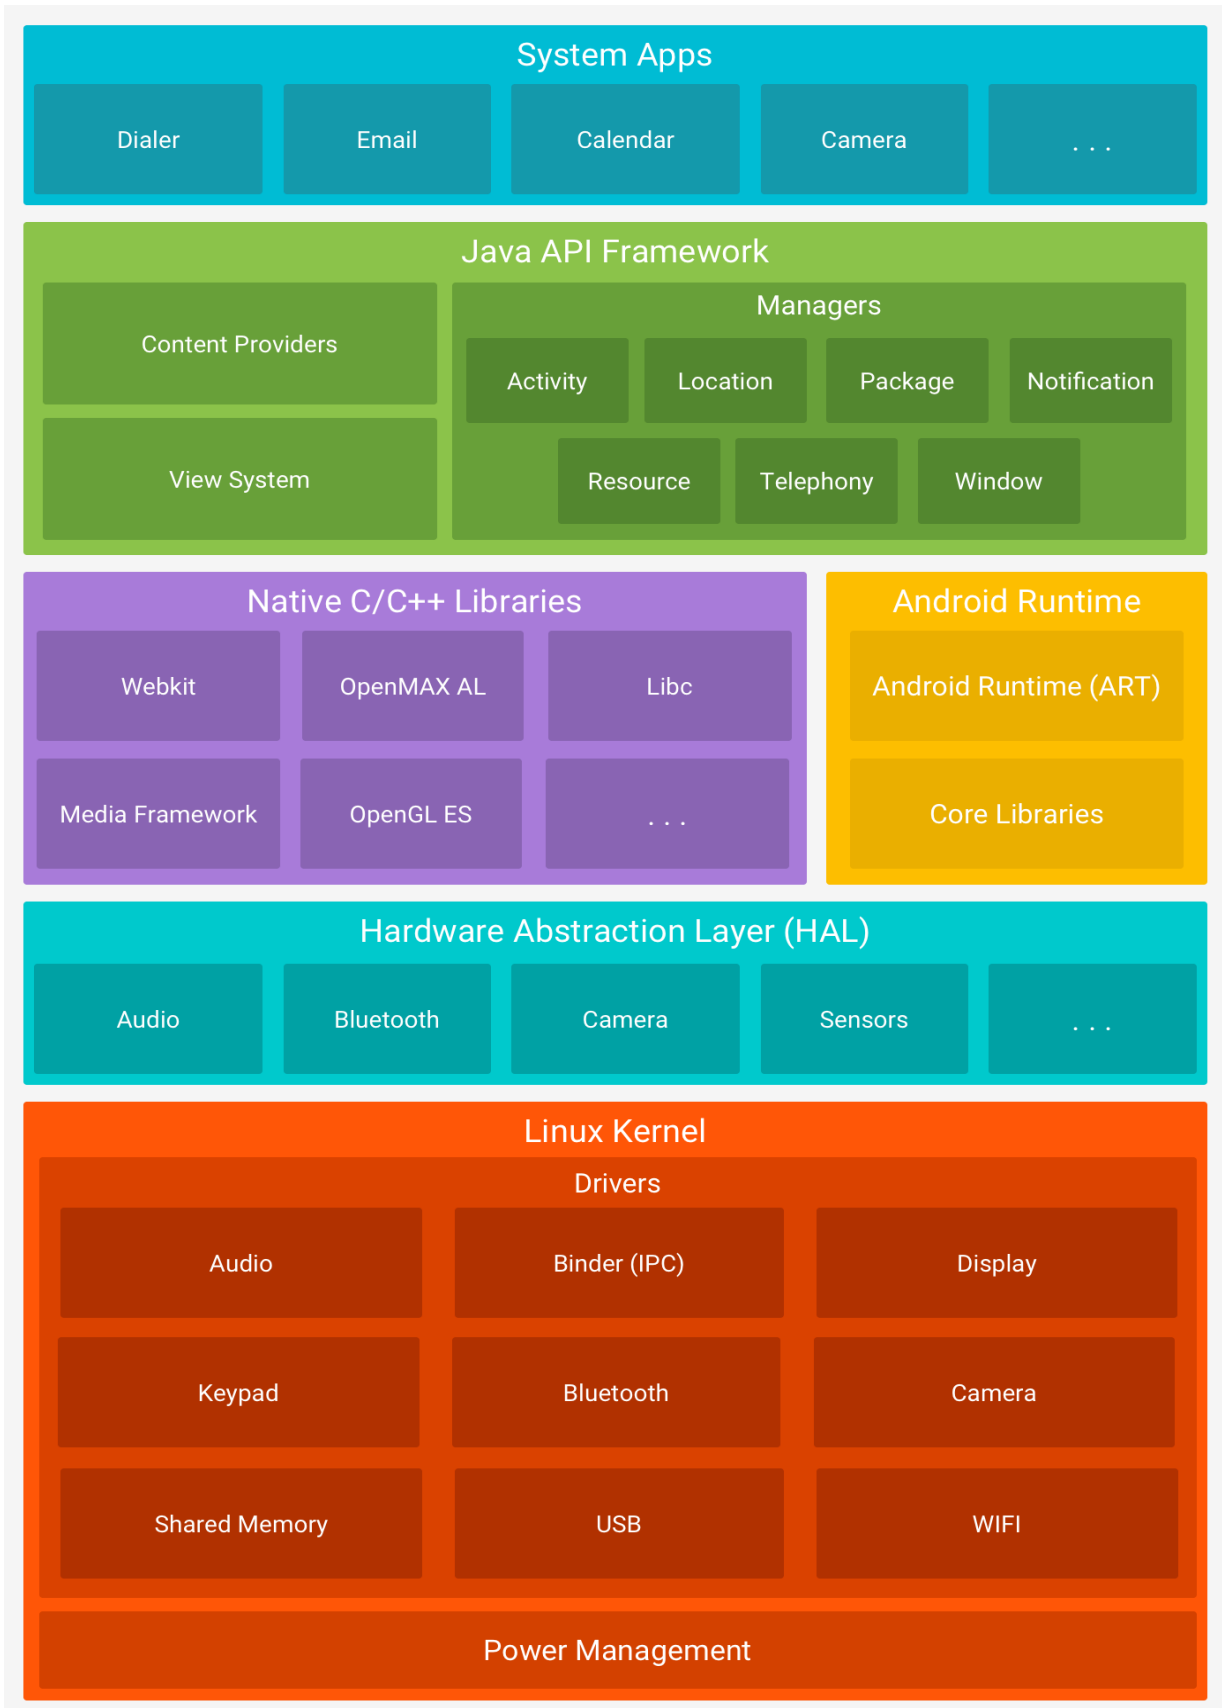 System Apps
Dialer
Email
Calendar
Camera
. . .
Java API Framework
Content Providers
View System
Managers
Activity
Location
Package
Notification
Resource
Telephony
Window
Native C/C++ Libraries
Webkit
OpenMAX AL
Libc
Media Framework
OpenGL ES
. . .
Android Runtime
Android Runtime (ART)
Core Libraries
Hardware Abstraction Layer (HAL)
Audio
Bluetooth
Camera
Sensors
. . .
Linux Kernel
Drivers
Audio
Binder (IPC)
Display
Keypad
Bluetooth
Camera
Shared Memory
USB
WIFI
Power Management